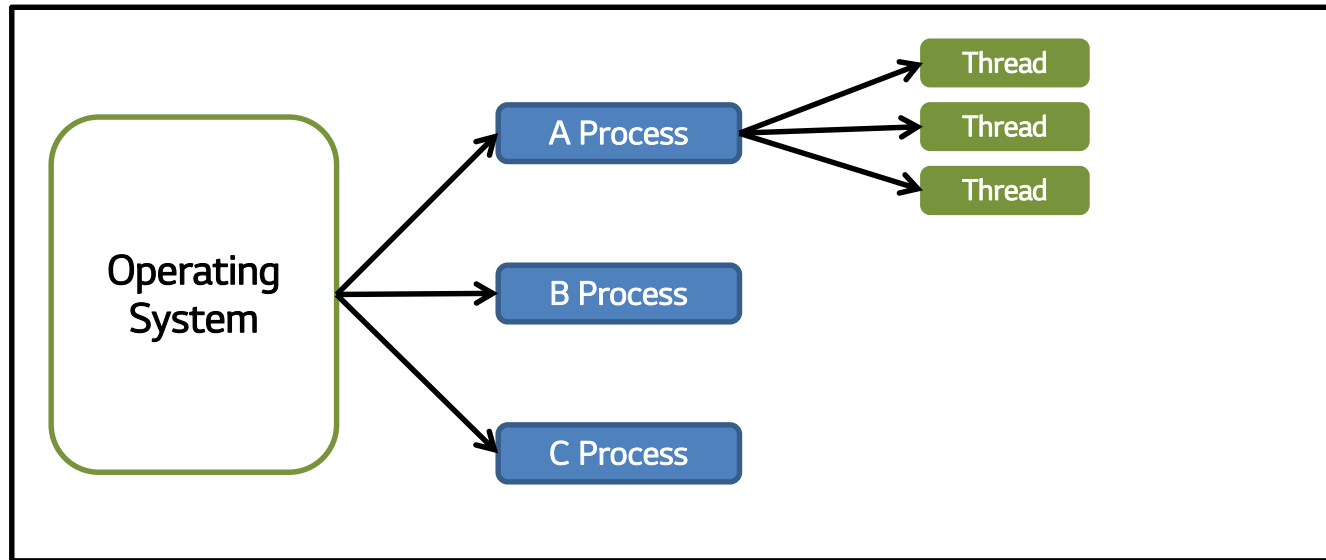 Operating
System
A Process
Thread
Thread
Thread
B Process
C Process